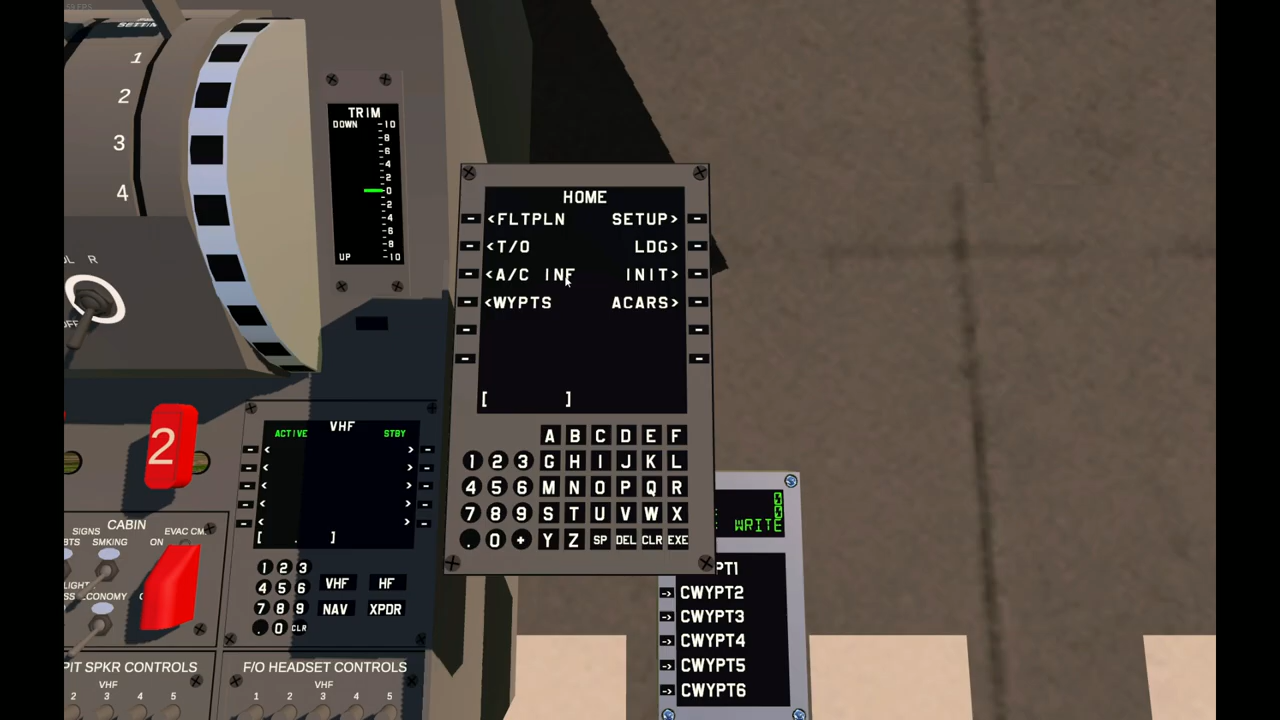 59 FPS
1
2
3
4
TRIM
DOWN
10
8
6
4
2
0
2
4
6
8
UP -10
R
OFF
HOME
<FLTPLN SETUP>
<T/O LDG>
<A/C INF INIT>
<WYPTS ACARS>
[ ]
A B C D E F
1 2 3 G H I J K L
4 5 6 M N O P Q R
7 8 9 S T U V W X
. 0 + Y Z SP DEL CLR EXE
2
VHF
ACTIVE STBY
< >
< >
< >
< >
< >
[ . ]
1 2 3
4 5 6
7 8 9
. 0 CLR
VHF HF
NAV XPDR
CABIN
SIGNS EVAC CM
SMKING ON
PIT SPKR CONTROLS
VHF
2 3 4 5
F/O HEADSET CONTROLS
VHF
1 2 3 4 5
WRITE
PT1
-> CWYPT2
-> CWYPT3
-> CWYPT4
-> CWYPT5
-> CWYPT6